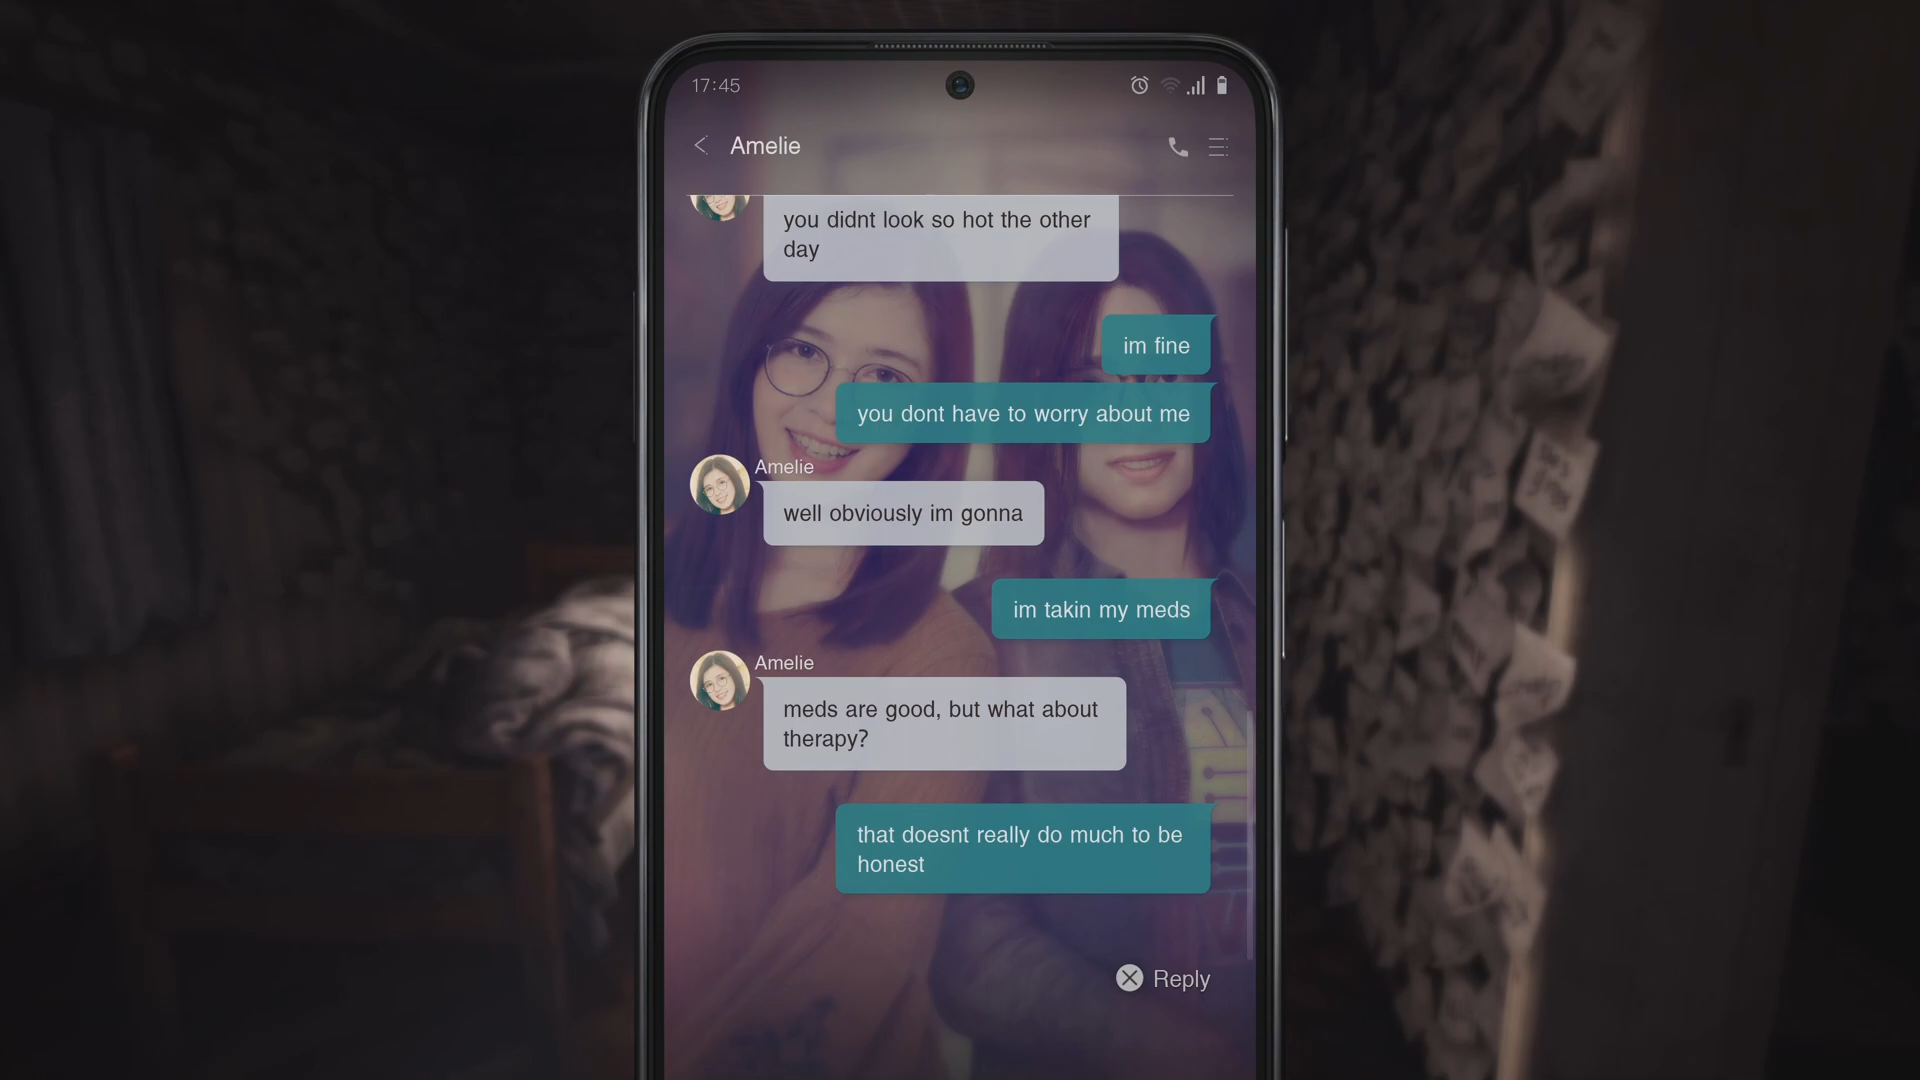 17:45
Amelie
you didnt look so hot the other
day
im fine
you dont have to worry about me
Amelie
well obviously im gonna
im takin my meds
Amelie
meds are good, but what about
therapy?
that doesnt really do much to be
honest
Reply